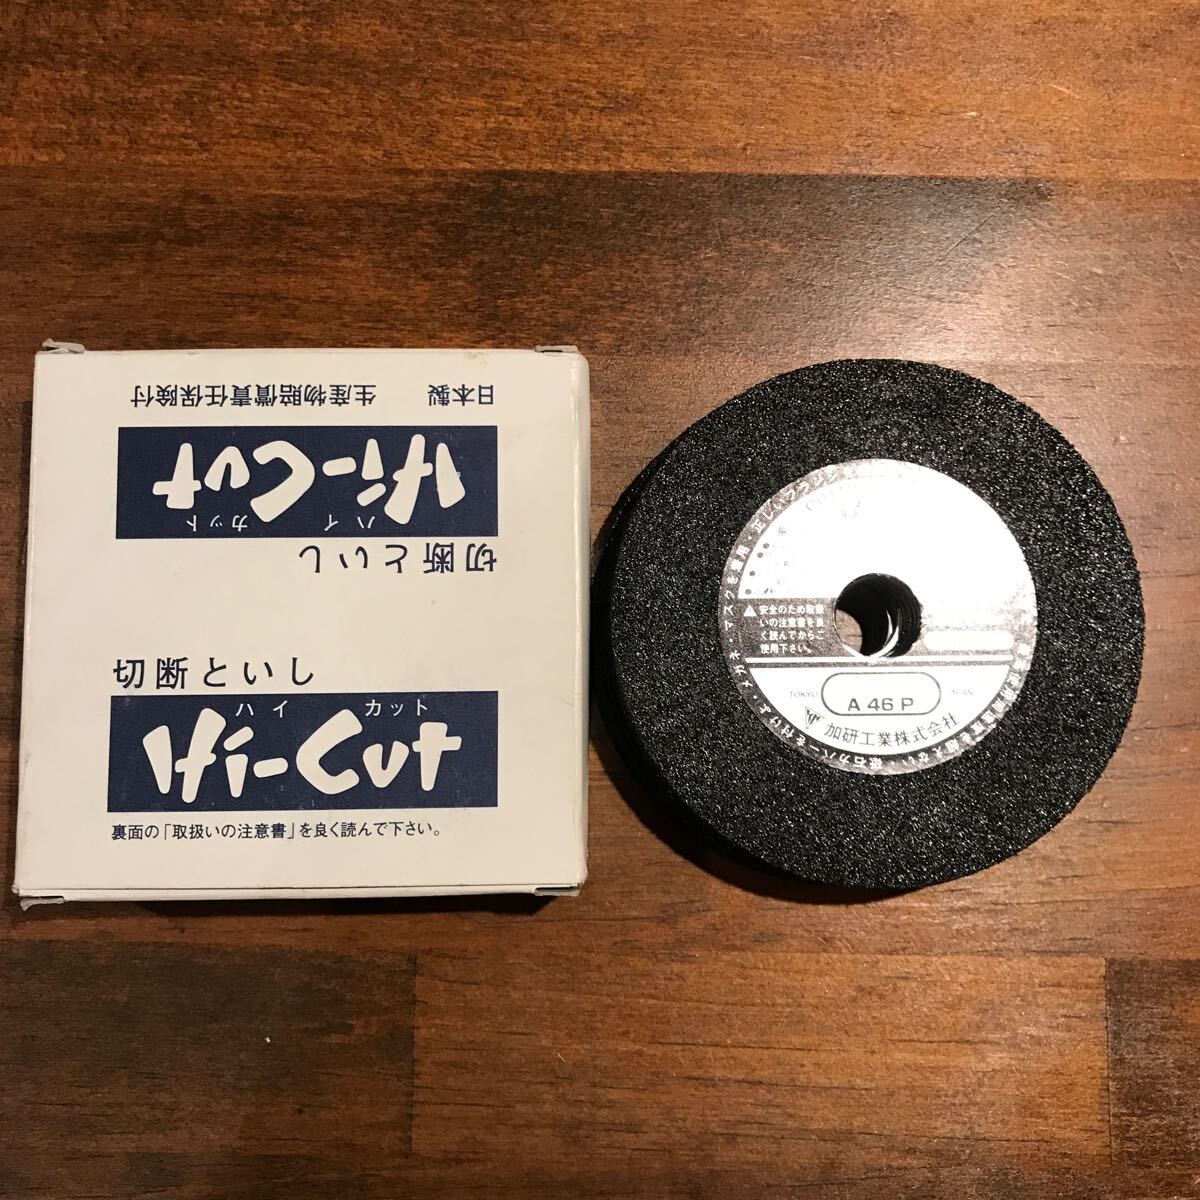 日本製 生産物賠償責任保険付
Hi-Cut
ハイ カット
切断といし
切断といし
ハイ カット
Hi-Cut
裏面の「取扱いの注意書」を良く読んで下さい。
安全のため取扱
いの注意書を良
く読んでからご
使用下さい。
TOKYO
A 46 P
加研工業株式会社